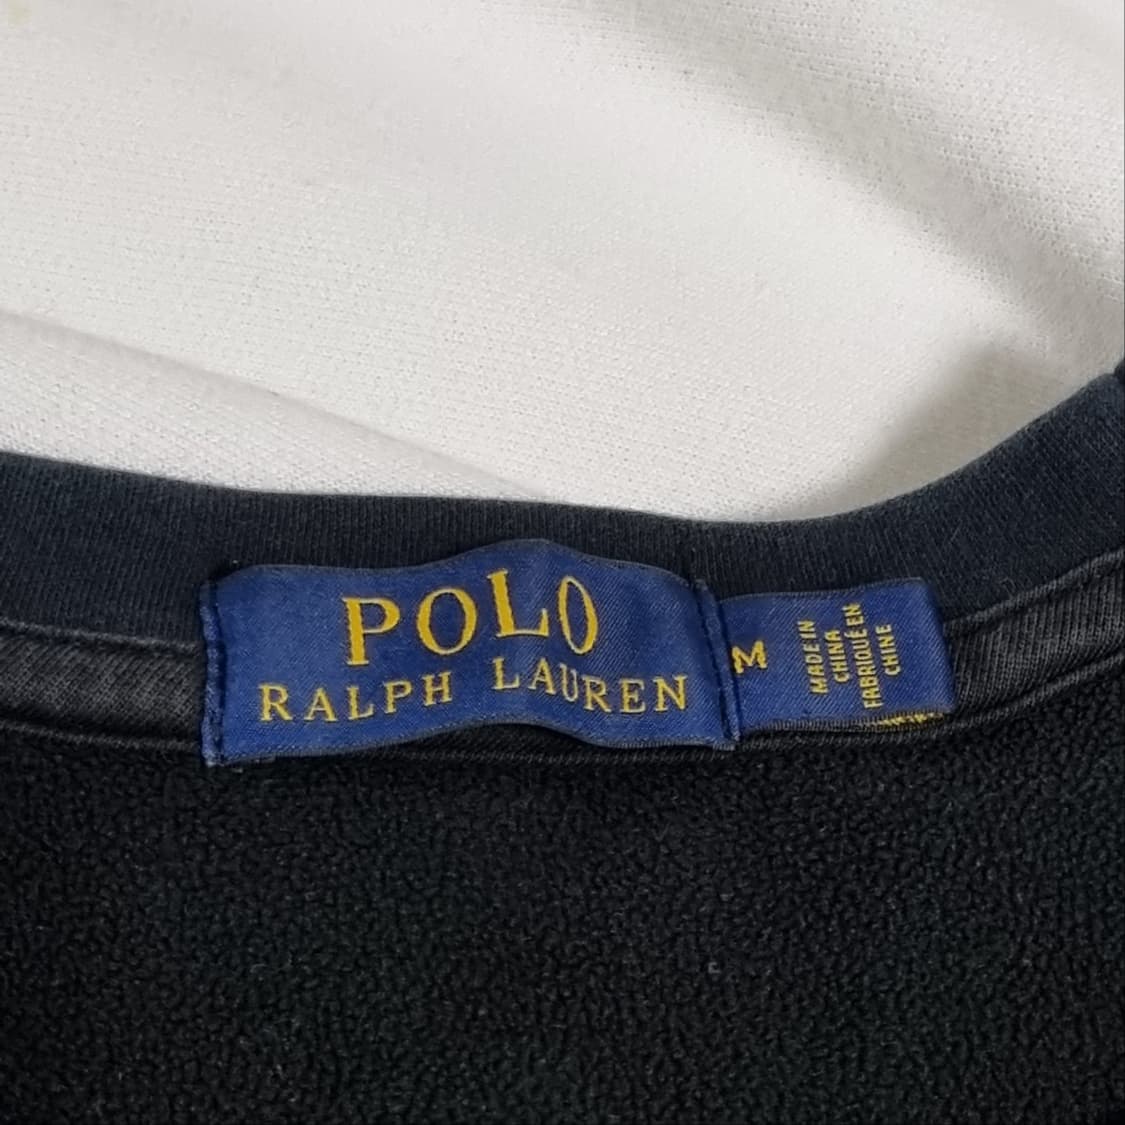 POLO
RALPH LAUREN
M
MADE IN
CHINA
FABRIQUÉ EN
CHINE